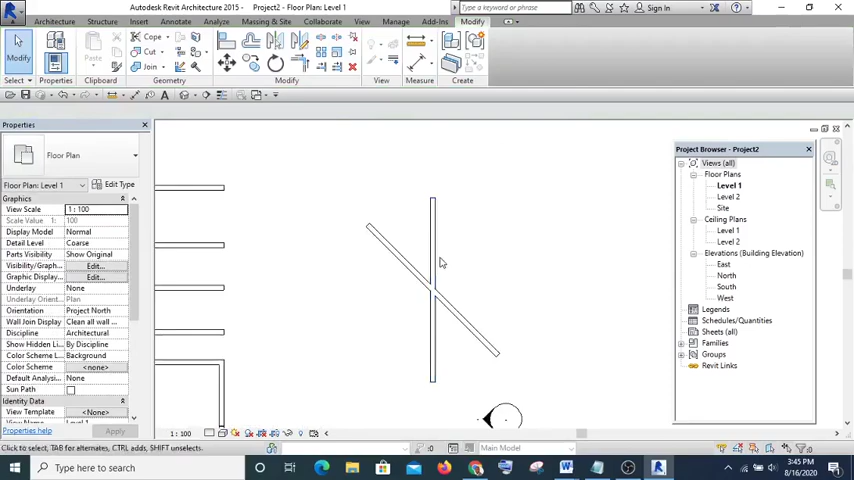 Autodesk Revit Architecture 2015 - Project2 - Floor Plan: Level 1
Type a keyword or phrase
Sign In
Architecture Structure Insert Annotate Analyze Massing & Site Collaborate View Manage Add-Ins Modify
Modify
Paste
Cope
Cut
Join
Select Properties Clipboard Geometry Modify View Measure Create
Properties
Floor Plan
Floor Plan: Level 1
Edit Type
Graphics
View Scale 1 : 100
Scale Value 1: 100
Display Model Normal
Detail Level Coarse
Parts Visibility Show Original
Visibility/Graph... Edit...
Graphic Display... Edit...
Underlay None
Underlay Orien... Plan
Orientation Project North
Wall Join Display Clean all wall ...
Discipline Architectural
Show Hidden Li... By Discipline
Color Scheme L... Background
Color Scheme <none>
Default Analysi... None
Sun Path
Identity Data
View Template <None>
View Name Level 1
Properties help
Apply
Project Browser - Project2
Views (all)
Floor Plans
Level 1
Level 2
Site
Ceiling Plans
Level 1
Level 2
Elevations (Building Elevation)
East
North
South
West
Legends
Schedules/Quantities
Sheets (all)
Families
Groups
Revit Links
1 : 100
Click to select, TAB for alternates, CTRL adds, SHIFT unselects.
:0
Main Model
:0
Type here to search
3:45 PM
8/16/2020